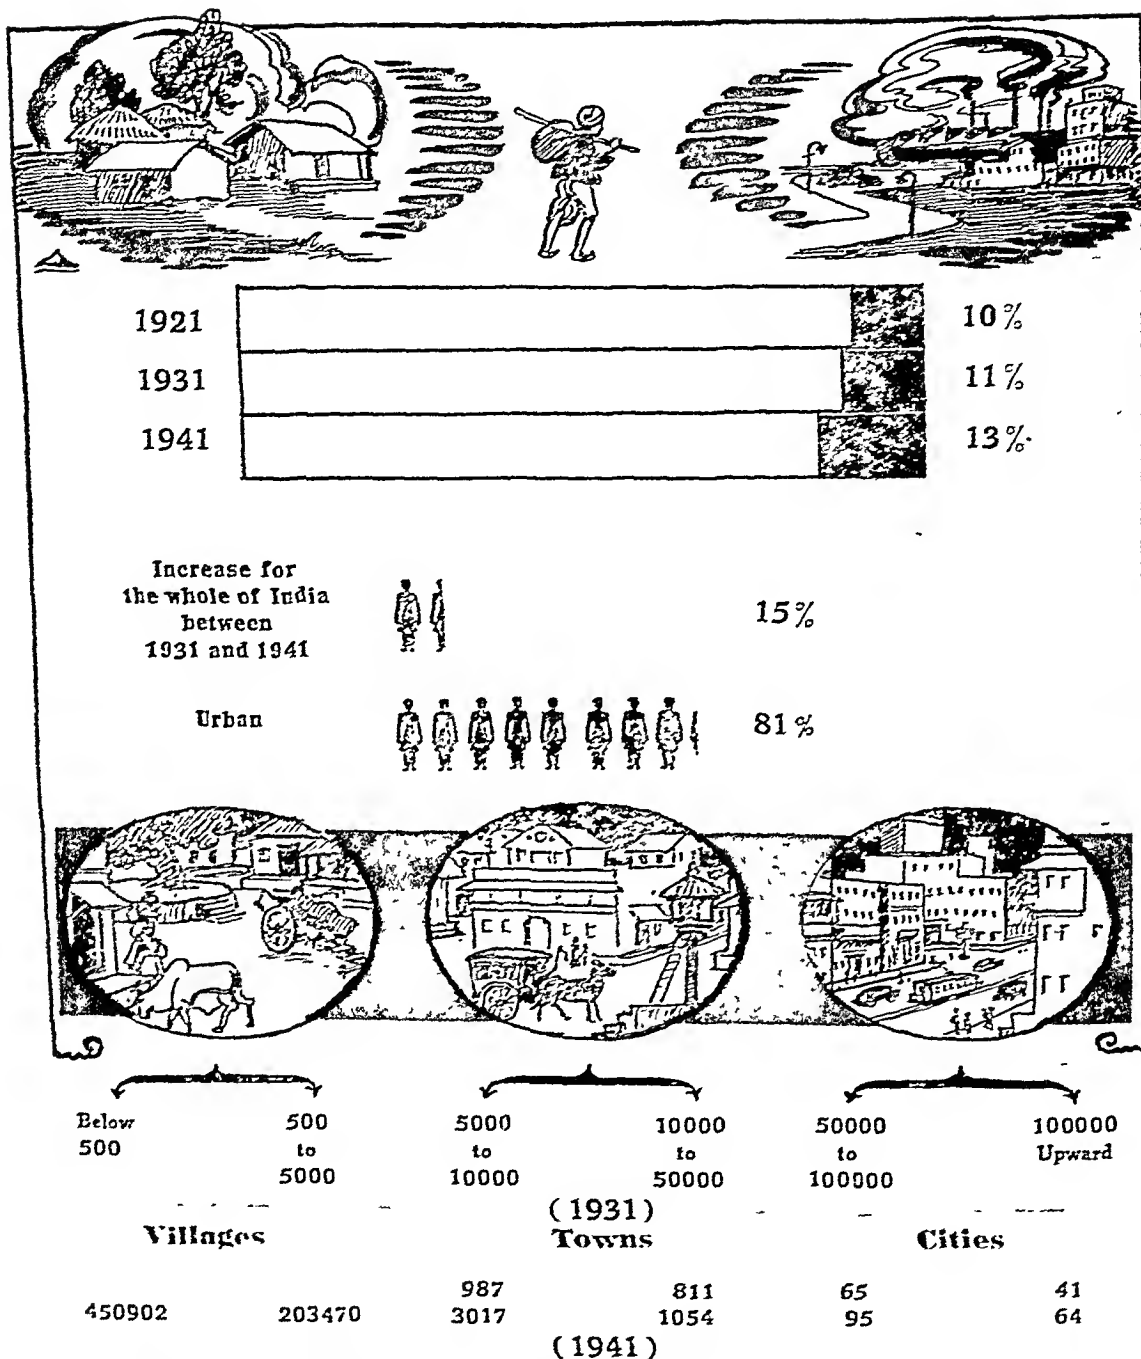 1921 10%
1931 11%
1941 13%
Increase for
the whole of India
between
1931 and 1941
15%
Urban 81%
Below
500
500
to
5000
5000
to
10000
10000
to
50000
50000
to
100000
100000
Upward
(1931)
Villages Towns Cities
987 811 65 41
450902 203470 3017 1054 95 64
(1941)